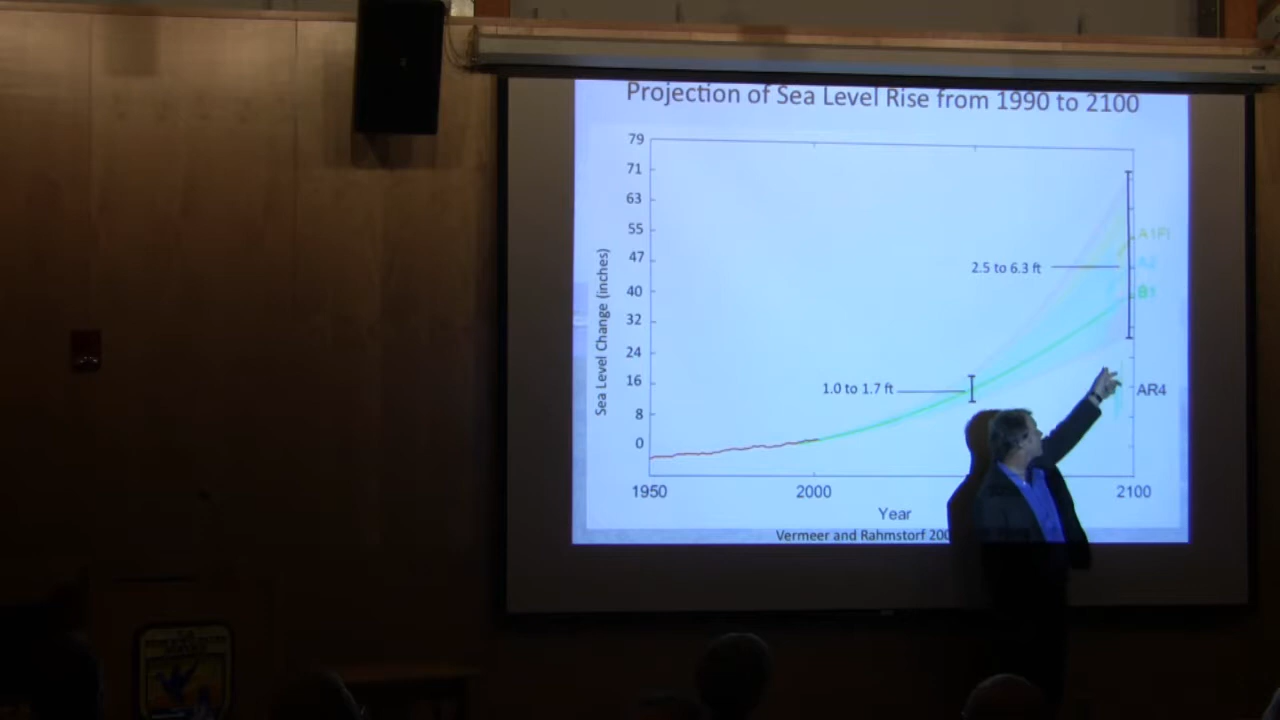 Projection of Sea Level Rise from 1990 to 2100
79
71
63
55
47
40
32
24
16
8
0
Sea Level Change (inches)
A1FI
2.5 to 6.3 ft
A2
B1
1.0 to 1.7 ft
AR4
1950
2000
2100
Year
Vermeer and Rahmstorf 200